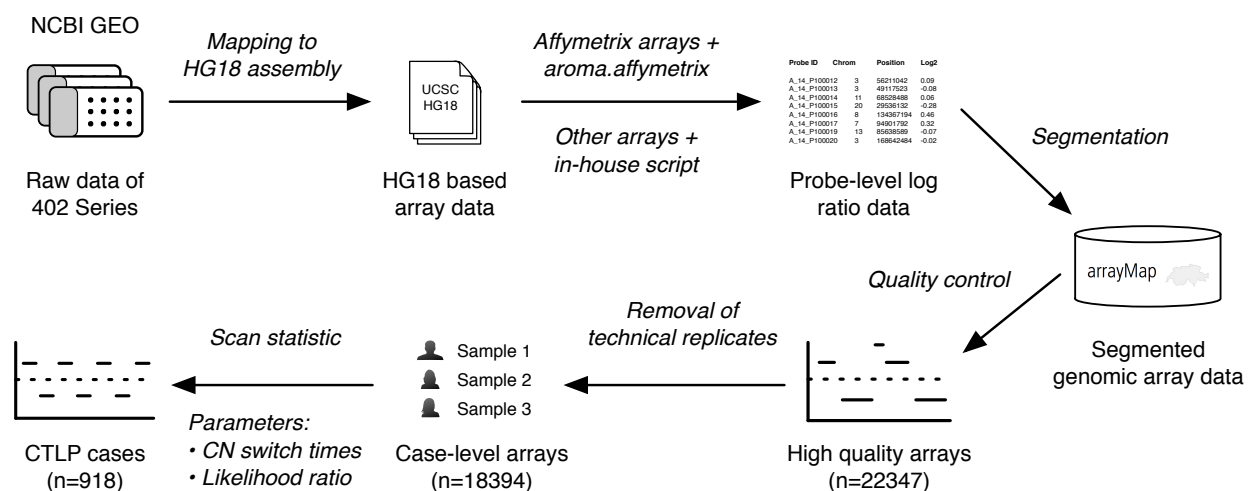 NCBI GEO
Mapping to
HG18 assembly
UCSC
HG18
Affymetrix arrays +
aroma.affymetrix
Other arrays +
in-house script
Probe ID Chrom Position Log2
A_14_P100012 3 56211042 0.09
A_14_P100013 3 49117523 -0.08
A_14_P100014 11 68528488 0.06
A_14_P100015 20 29536132 -0.28
A_14_P100016 8 134367194 0.46
A_14_P100017 7 94901792 0.32
A_14_P100019 13 85638589 -0.07
A_14_P100020 3 168642484 -0.02
Segmentation
Raw data of
402 Series
HG18 based
array data
Probe-level log
ratio data
arrayMap
Segmented
genomic array data
Quality control
High quality arrays
(n=22347)
Removal of
technical replicates
Sample 1
Sample 2
Sample 3
Case-level arrays
(n=18394)
Scan statistic
Parameters:
• CN switch times
• Likelihood ratio
CTLP cases
(n=918)